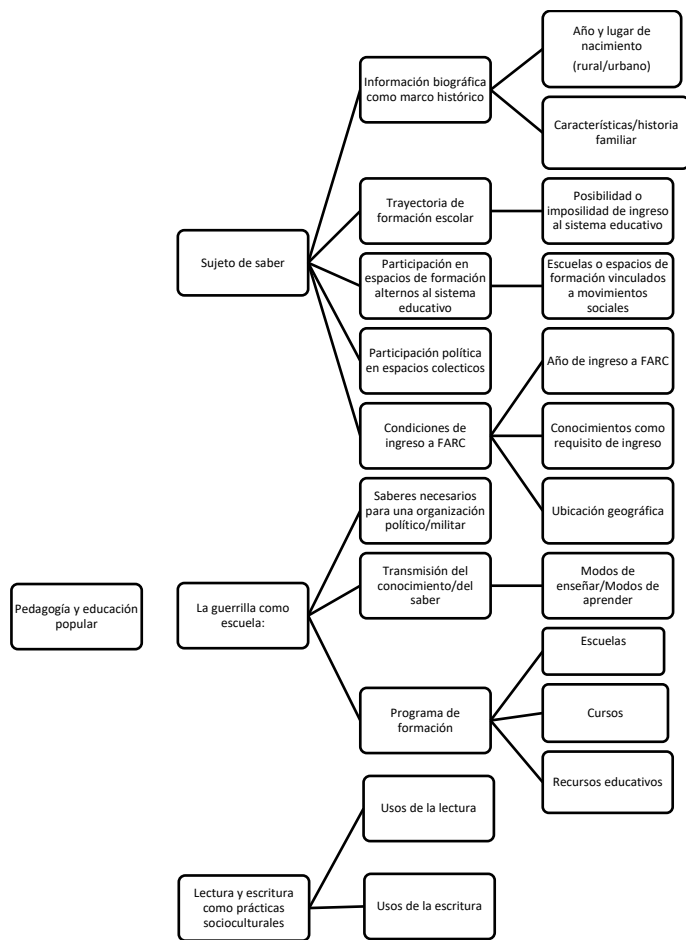 Año y lugar de
nacimiento
(rural/urbano)
Información biográfica
como marco histórico
Características/historia
familiar
Trayectoria de
formación escolar
Posibilidad o
imposilidad de ingreso
al sistema educativo
Sujeto de saber
Participación en
espacios de formación
alternos al sistema
educativo
Escuelas o espacios de
formación vinculados
a movimientos
sociales
Participación política
en espacios colecticos
Año de ingreso a FARC
Condiciones de
ingreso a FARC
Conocimientos como
requisito de ingreso
Ubicación geográfica
Saberes necesarios
para una organización
político/militar
Pedagogía y educación
popular
La guerrilla como
escuela:
Transmisión del
conocimiento/del
saber
Modos de
enseñar/Modos de
aprender
Escuelas
Programa de
formación
Cursos
Recursos educativos
Usos de la lectura
Lectura y escritura
como prácticas
socioculturales
Usos de la escritura